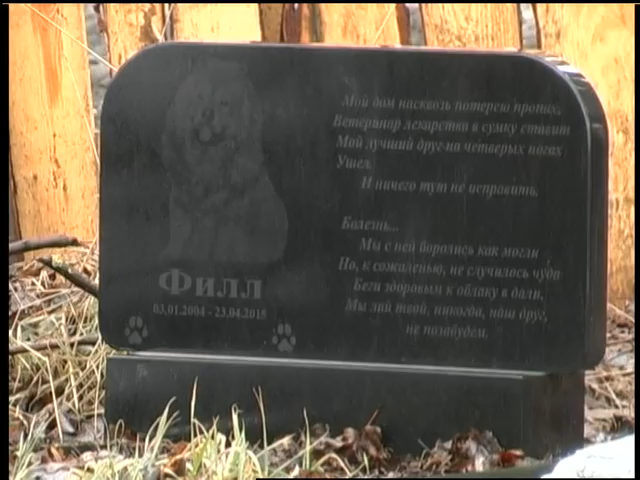 Филл
03.01.2004 - 23.04.2015
Мой дом насквозь потерею пропах,
Ветеринар лекарства в сумку ставит
Мой лучший друг на четверых ногах
Ушел.
И ничего тут не исправить.
Болезнь...
Мы с ней боролись как могли
Но, к сожаленью, не случилось чуда
Беги здоровым к облаку в дали,
Мы твой, никогда, наш друг,
не позабудем.